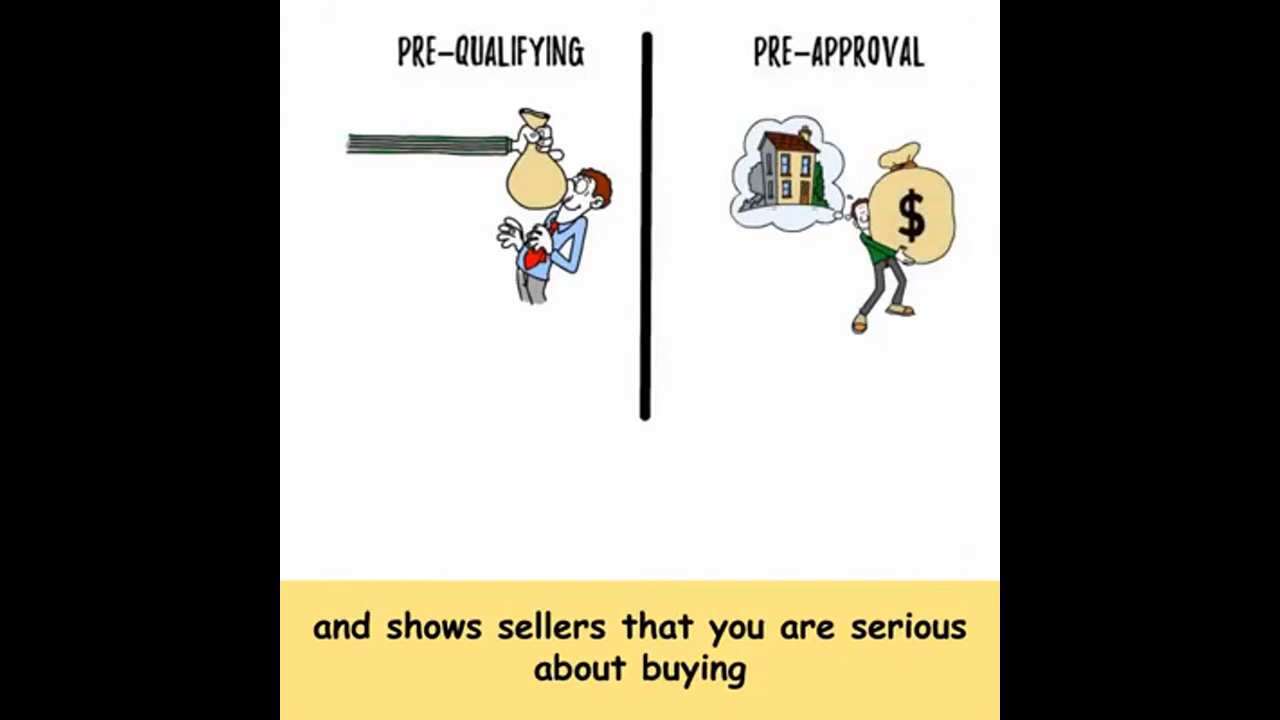 PRE-QUALIFYING
PRE-APPROVAL
$
and shows sellers that you are serious
about buying